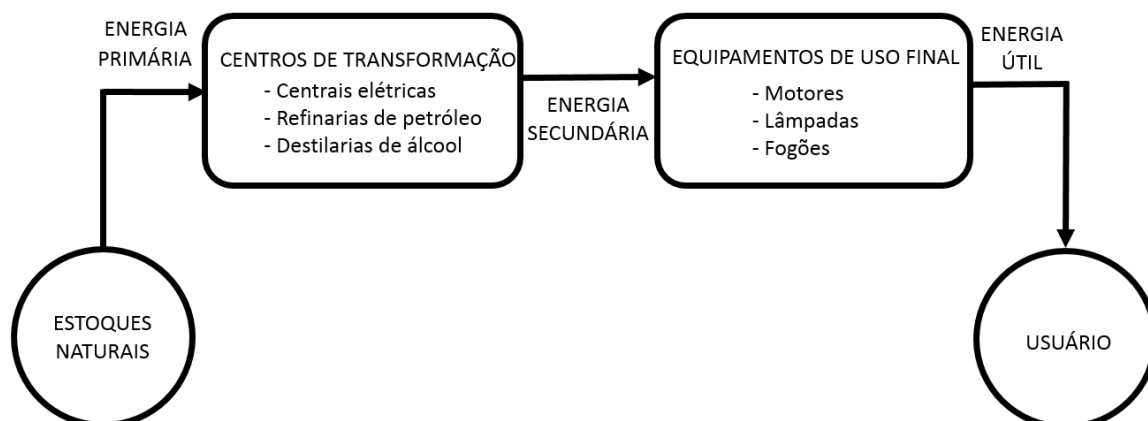 ENERGIA
PRIMÁRIA
CENTROS DE TRANSFORMAÇÃO
- Centrais elétricas
- Refinarias de petróleo
- Destilarias de álcool
ENERGIA
SECUNDÁRIA
EQUIPAMENTOS DE USO FINAL
- Motores
- Lâmpadas
- Fogões
ENERGIA
ÚTIL
ESTOQUES
NATURAIS
USUÁRIO